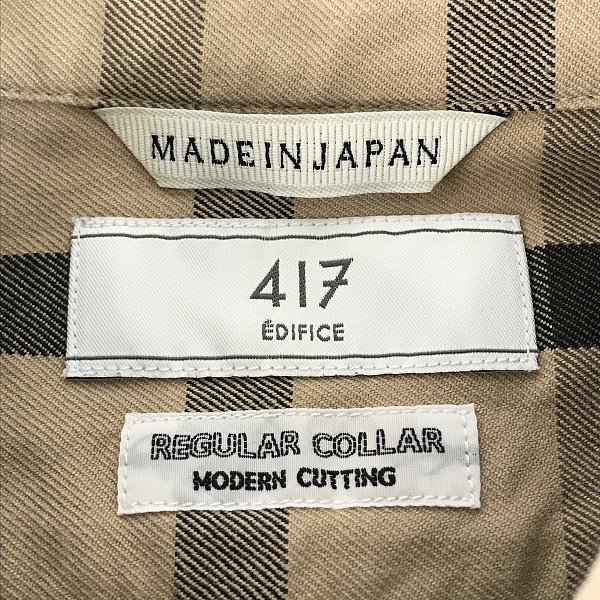 MADE IN JAPAN
417
ÉDIFICE
REGULAR COLLAR
MODERN CUTTING